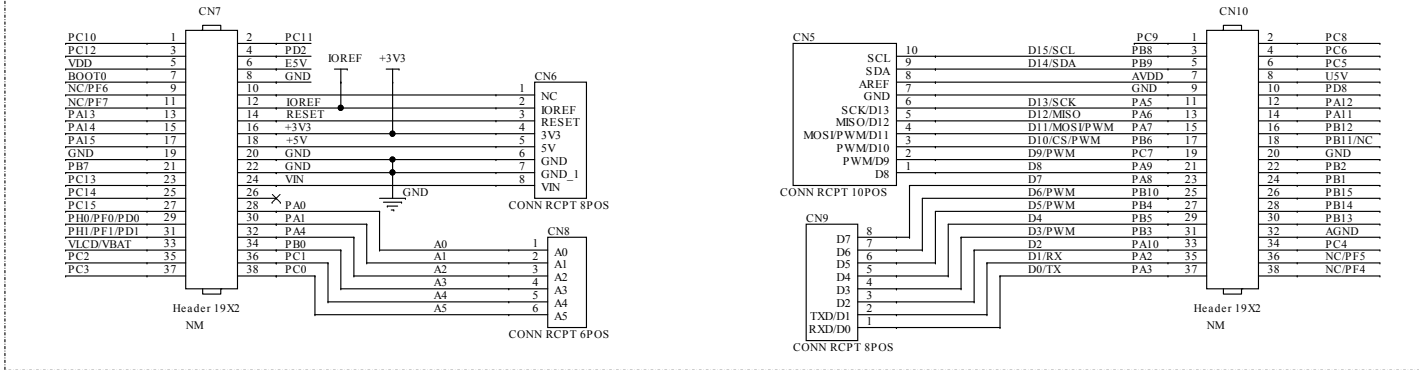 CN7
PC10 1 2 PC11
PC12 3 4 PD2
VDD 5 6 E5V
BOOT0 7 8 GND
NC/PF6 9 10
NC/PF7 11 12 IOREF
PA13 13 14 RESET
PA14 15 16 +3V3
PA15 17 18 +5V
GND 19 20 GND
PB7 21 22 GND
PC13 23 24 VIN
PC14 25 26
PC15 27 28 PA0
PH0/PF0/PD0 29 30 PA1
PH1/PF1/PD1 31 32 PA4
VLCD/VBAT 33 34 PB0
PC2 35 36 PC1
PC3 37 38 PC0
Header 19X2
NM
IOREF +3V3
GND
CN6
1 NC
2 IOREF
3 RESET
4 3V3
5 5V
6 GND
7 GND_1
8 VIN
CONN RCPT 8POS
CN8
A0 1 A0
A1 2 A1
A2 3 A2
A3 4 A3
A4 5 A4
A5 6 A5
CONN RCPT 6POS
CN5
SCL 10 D15/SCL
SDA 9 D14/SDA
AREF 8
GND 7
SCK/D13 6 D13/SCK
MISO/D12 5 D12/MISO
MOSI/PWM/D11 4 D11/MOSI/PWM
PWM/D10 3 D10/CS/PWM
PWM/D9 2 D9/PWM
D8 1 D8
CONN RCPT 10POS
CN9
D7 8 D7
D6 7 D6/PWM
D5 6 D5/PWM
D4 5 D4
D3 4 D3/PWM
D2 3 D2
TXD/D1 2 D1/RX
RXD/D0 1 D0/TX
CONN RCPT 8POS
CN10
PC9 1 2 PC8
PB8 3 4 PC6
PB9 5 6 PC5
AVDD 7 8 U5V
GND 9 10 PD8
PA5 11 12 PA12
PA6 13 14 PA11
PA7 15 16 PB12
PB6 17 18 PB11/NC
PC7 19 20 GND
PA9 21 22 PB2
PA8 23 24 PB1
PB10 25 26 PB15
PB4 27 28 PB14
PB5 29 30 PB13
PB3 31 32 AGND
PA10 33 34 PC4
PA2 35 36 NC/PF5
PA3 37 38 NC/PF4
Header 19X2
NM